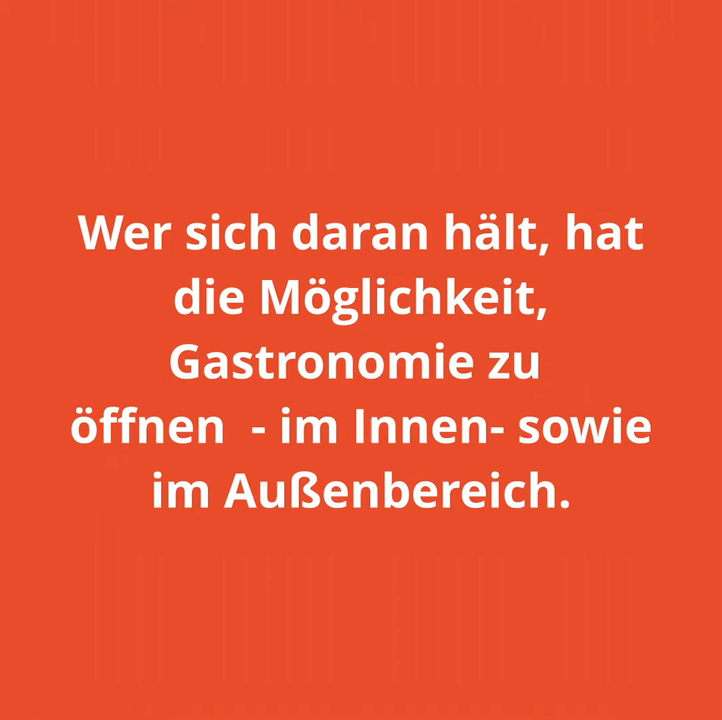 Wer sich daran hält, hat
die Möglichkeit,
Gastronomie zu
öffnen  - im Innen- sowie
im Außenbereich.